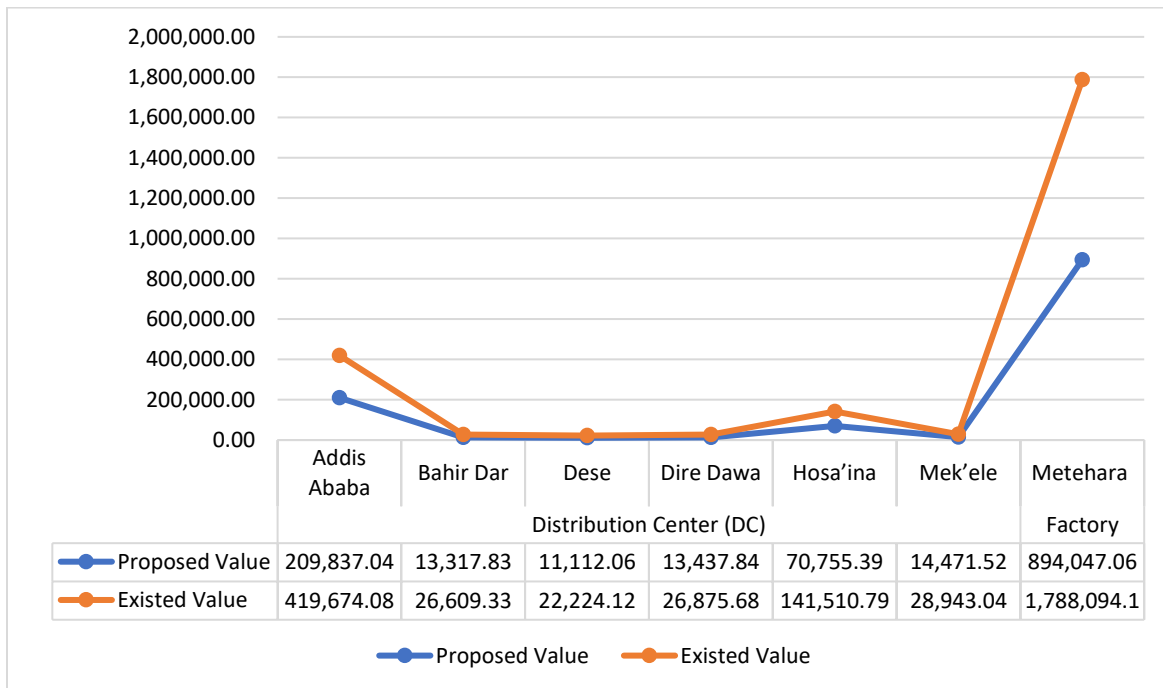 2,000,000.00
1,800,000.00
1,600,000.00
1,400,000.00
1,200,000.00
1,000,000.00
800,000.00
600,000.00
400,000.00
200,000.00
0.00
Addis Ababa Bahir Dar Dese Dire Dawa Hosa’ina Mek’ele Metehara
Distribution Center (DC) Factory
Proposed Value 209,837.04 13,317.83 11,112.06 13,437.84 70,755.39 14,471.52 894,047.06
Existed Value 419,674.08 26,609.33 22,224.12 26,875.68 141,510.79 28,943.04 1,788,094.1
Proposed Value Existed Value